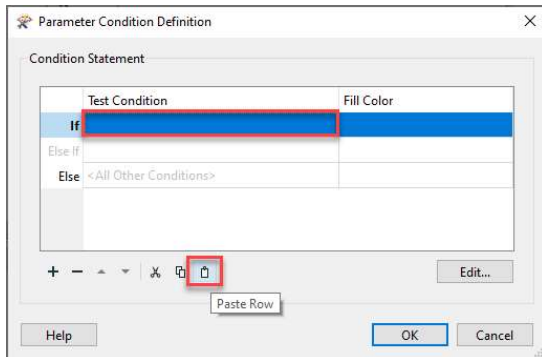 Parameter Condition Definition
Condition Statement
Test Condition Fill Color
If
Else If
Else <All Other Conditions>
Edit...
Paste Row
Help OK Cancel